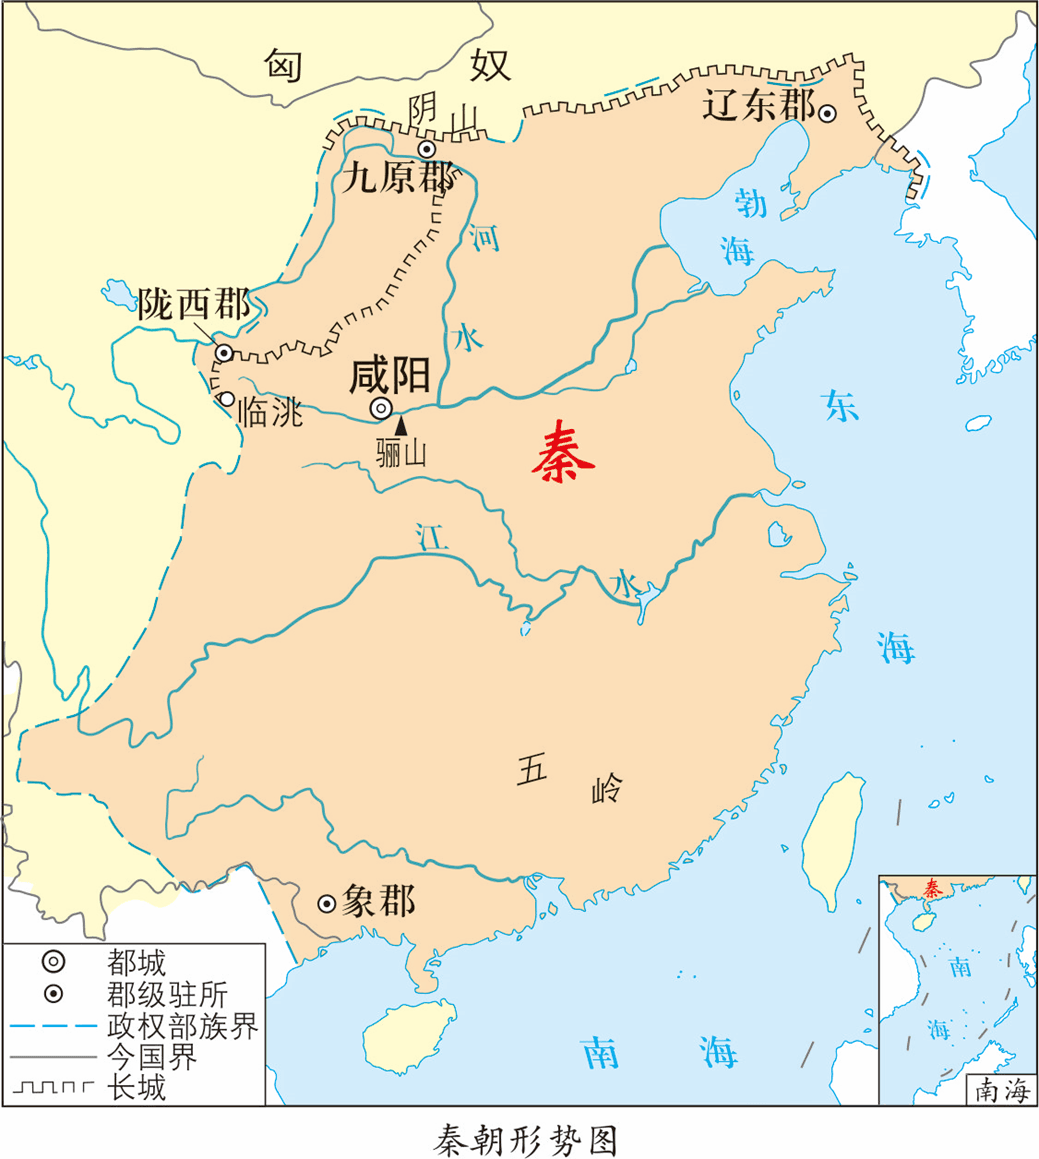 匈奴
阴山
辽东郡
九原郡
勃海
河水
陇西郡
咸阳
临洮
骊山
秦
东海
江水
五岭
象郡
南海
都城
郡级驻所
政权部族界
今国界
长城
秦
南海
南海
秦朝形势图